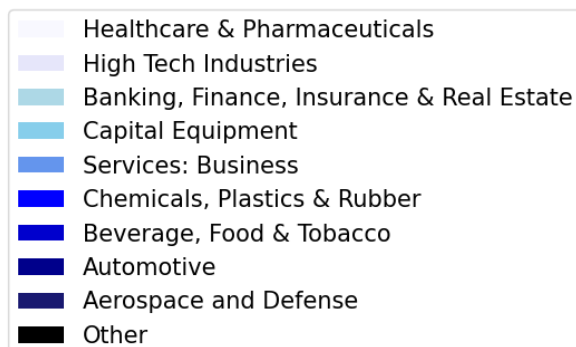 Healthcare & Pharmaceuticals
High Tech Industries
Banking, Finance, Insurance & Real Estate
Capital Equipment
Services: Business
Chemicals, Plastics & Rubber
Beverage, Food & Tobacco
Automotive
Aerospace and Defense
Other